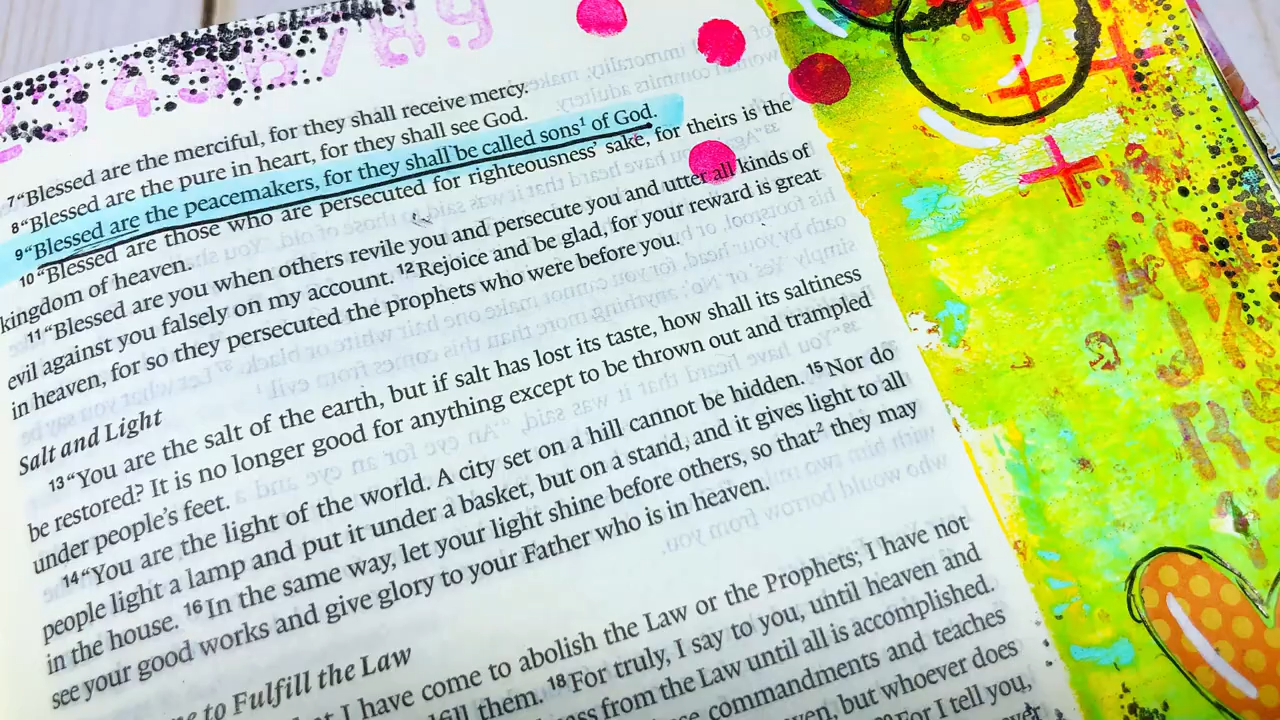 23456789
7“Blessed are the merciful, for they shall receive mercy.
8“Blessed are the pure in heart, for they shall see God.
9“Blessed are the peacemakers, for they shall be called sons¹ of God.
10“Blessed are those who are persecuted for righteousness’ sake, for theirs is the
kingdom of heaven.
11“Blessed are you when others revile you and persecute you and utter all kinds of
evil against you falsely on my account. 12Rejoice and be glad, for your reward is great
in heaven, for so they persecuted the prophets who were before you.
Salt and Light
13“You are the salt of the earth, but if salt has lost its taste, how shall its saltiness
be restored? It is no longer good for anything except to be thrown out and trampled
under people’s feet.
14“You are the light of the world. A city set on a hill cannot be hidden. 15Nor do
people light a lamp and put it under a basket, but on a stand, and it gives light to all
in the house. 16In the same way, let your light shine before others, so that² they may
see your good works and give glory to your Father who is in heaven.
to Fulfill the Law
I have come to abolish the Law or the Prophets; I have not
them. 18For truly, I say to you, until heaven and
from the Law until all is accomplished.
commandments and teaches
but whoever does
For I tell you,